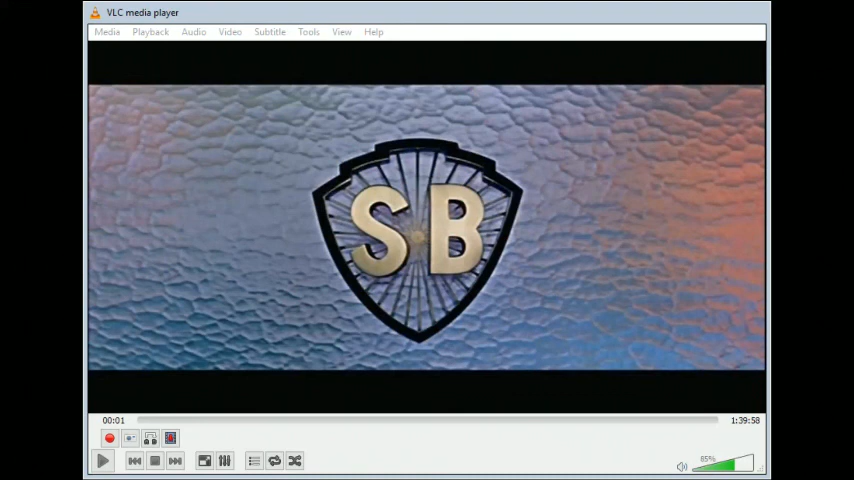 VLC media player
Media Playback Audio Video Subtitle Tools View Help
SB
00:01 1:39:58
85%